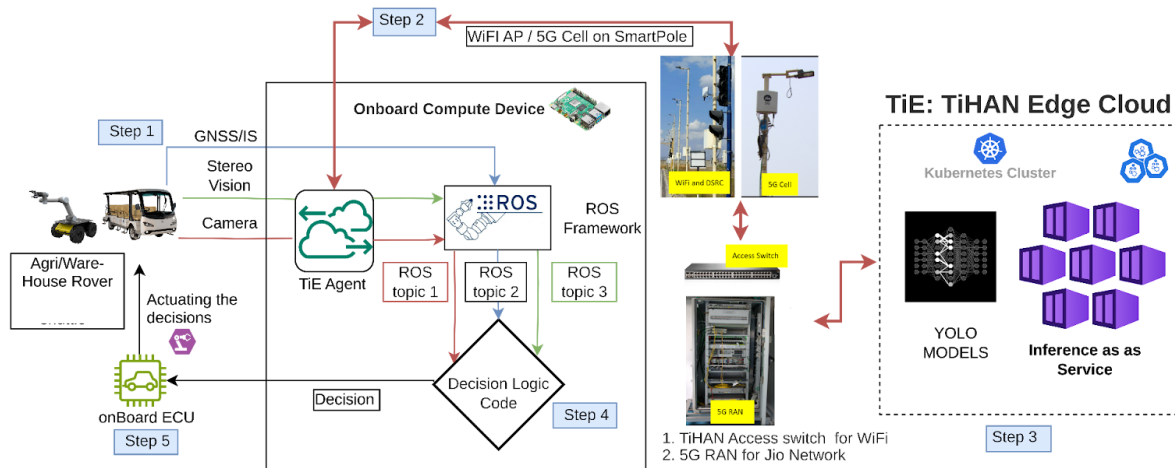 Step 2
WiFI AP / 5G Cell on SmartPole
Onboard Compute Device
TiE: TiHAN Edge Cloud
Step 1
GNSS/IS
Stereo
Vision
Camera
TiE Agent
ROS
ROS
Framework
WiFi and DSRC
5G Cell
Kubernetes Cluster
Access Switch
ROS
topic 1
ROS
topic 2
ROS
topic 3
Agri/Ware-
House Rover
Actuating the
decisions
YOLO
MODELS
Inference as as
Service
Decision Logic
Code
Decision
Step 4
onBoard ECU
Step 5
5G RAN
1. TiHAN Access switch for WiFi
2. 5G RAN for Jio Network
Step 3